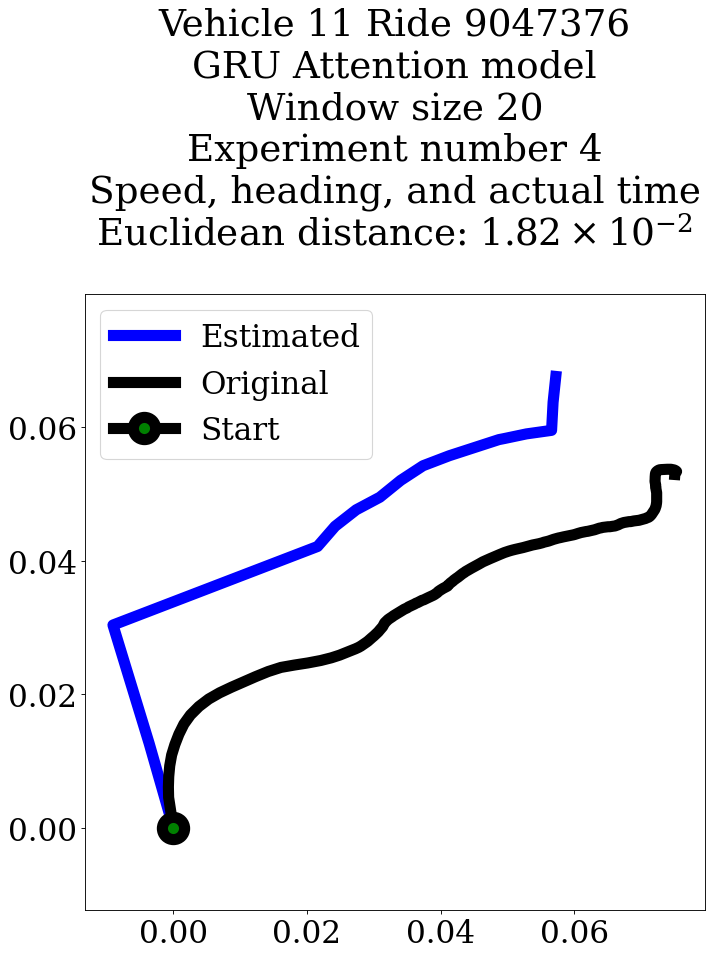 Vehicle 11 Ride 9047376
GRU Attention model
Window size 20
Experiment number 4
Speed, heading, and actual time
Euclidean distance: 1.82 × 10⁻²
Estimated
Original
Start
0.06
0.04
0.02
0.00
0.00 0.02 0.04 0.06